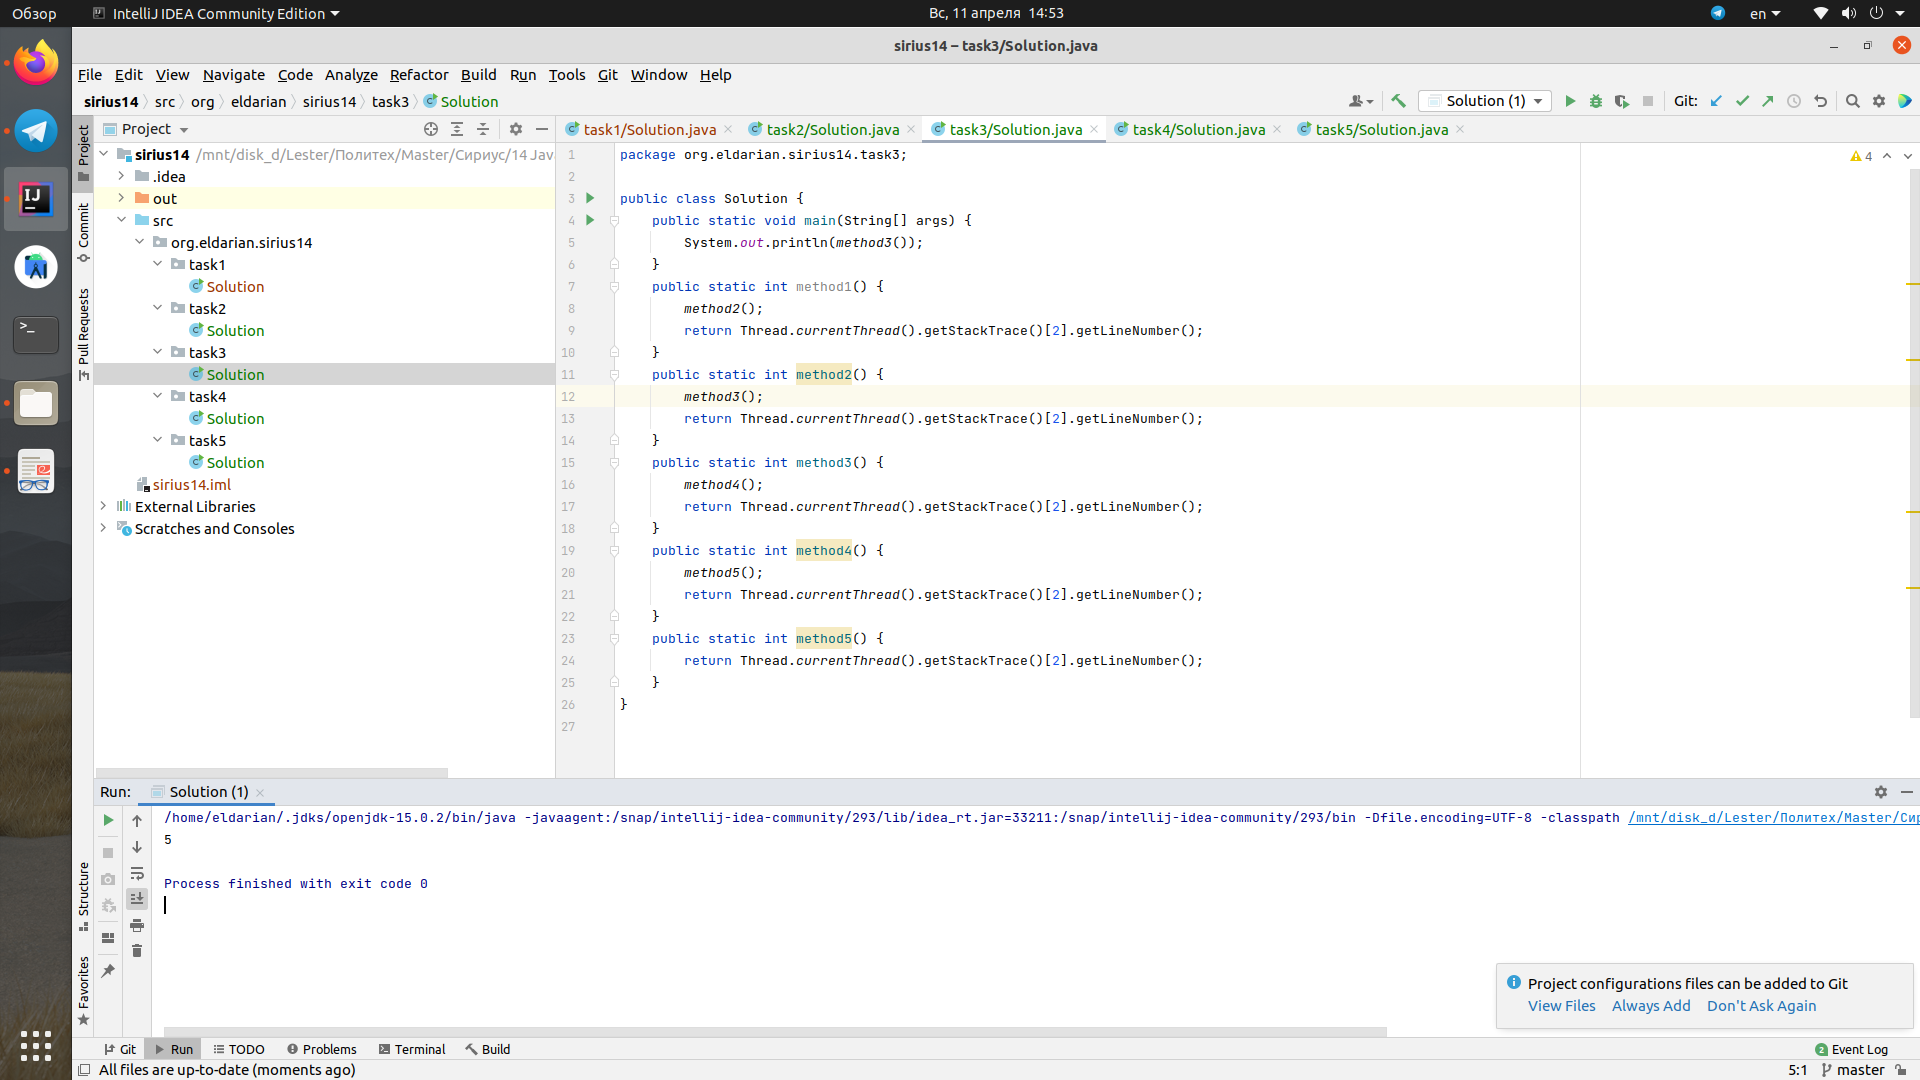 Обзор
IntelliJ IDEA Community Edition
Вс, 11 апреля 14:53
en
sirius14 – task3/Solution.java
File Edit View Navigate Code Analyze Refactor Build Run Tools Git Window Help
sirius14 src org eldarian sirius14 task3 Solution
Solution (1)
Git:
Project
task1/Solution.java
task2/Solution.java
task3/Solution.java
task4/Solution.java
task5/Solution.java
Project
Commit
Pull Requests
Structure
Favorites
sirius14 /mnt/disk_d/Lester/Политех/Master/Сириус/14 Jav
.idea
out
src
org.eldarian.sirius14
task1
Solution
task2
Solution
task3
Solution
task4
Solution
task5
Solution
sirius14.iml
External Libraries
Scratches and Consoles
4
1 package org.eldarian.sirius14.task3;
2
3 public class Solution {
4 public static void main(String[] args) {
5 System.out.println(method3());
6 }
7 public static int method1() {
8 method2();
9 return Thread.currentThread().getStackTrace()[2].getLineNumber();
10 }
11 public static int method2() {
12 method3();
13 return Thread.currentThread().getStackTrace()[2].getLineNumber();
14 }
15 public static int method3() {
16 method4();
17 return Thread.currentThread().getStackTrace()[2].getLineNumber();
18 }
19 public static int method4() {
20 method5();
21 return Thread.currentThread().getStackTrace()[2].getLineNumber();
22 }
23 public static int method5() {
24 return Thread.currentThread().getStackTrace()[2].getLineNumber();
25 }
26 }
27
Run: Solution (1)
/home/eldarian/.jdks/openjdk-15.0.2/bin/java -javaagent:/snap/intellij-idea-community/293/lib/idea_rt.jar=33211:/snap/intellij-idea-community/293/bin -Dfile.encoding=UTF-8 -classpath /mnt/disk_d/Lester/Политех/Master/Сир
5
Process finished with exit code 0
Project configurations files can be added to Git
View Files Always Add Don't Ask Again
Git Run TODO Problems Terminal Build
2 Event Log
All files are up-to-date (moments ago)
5:1 master